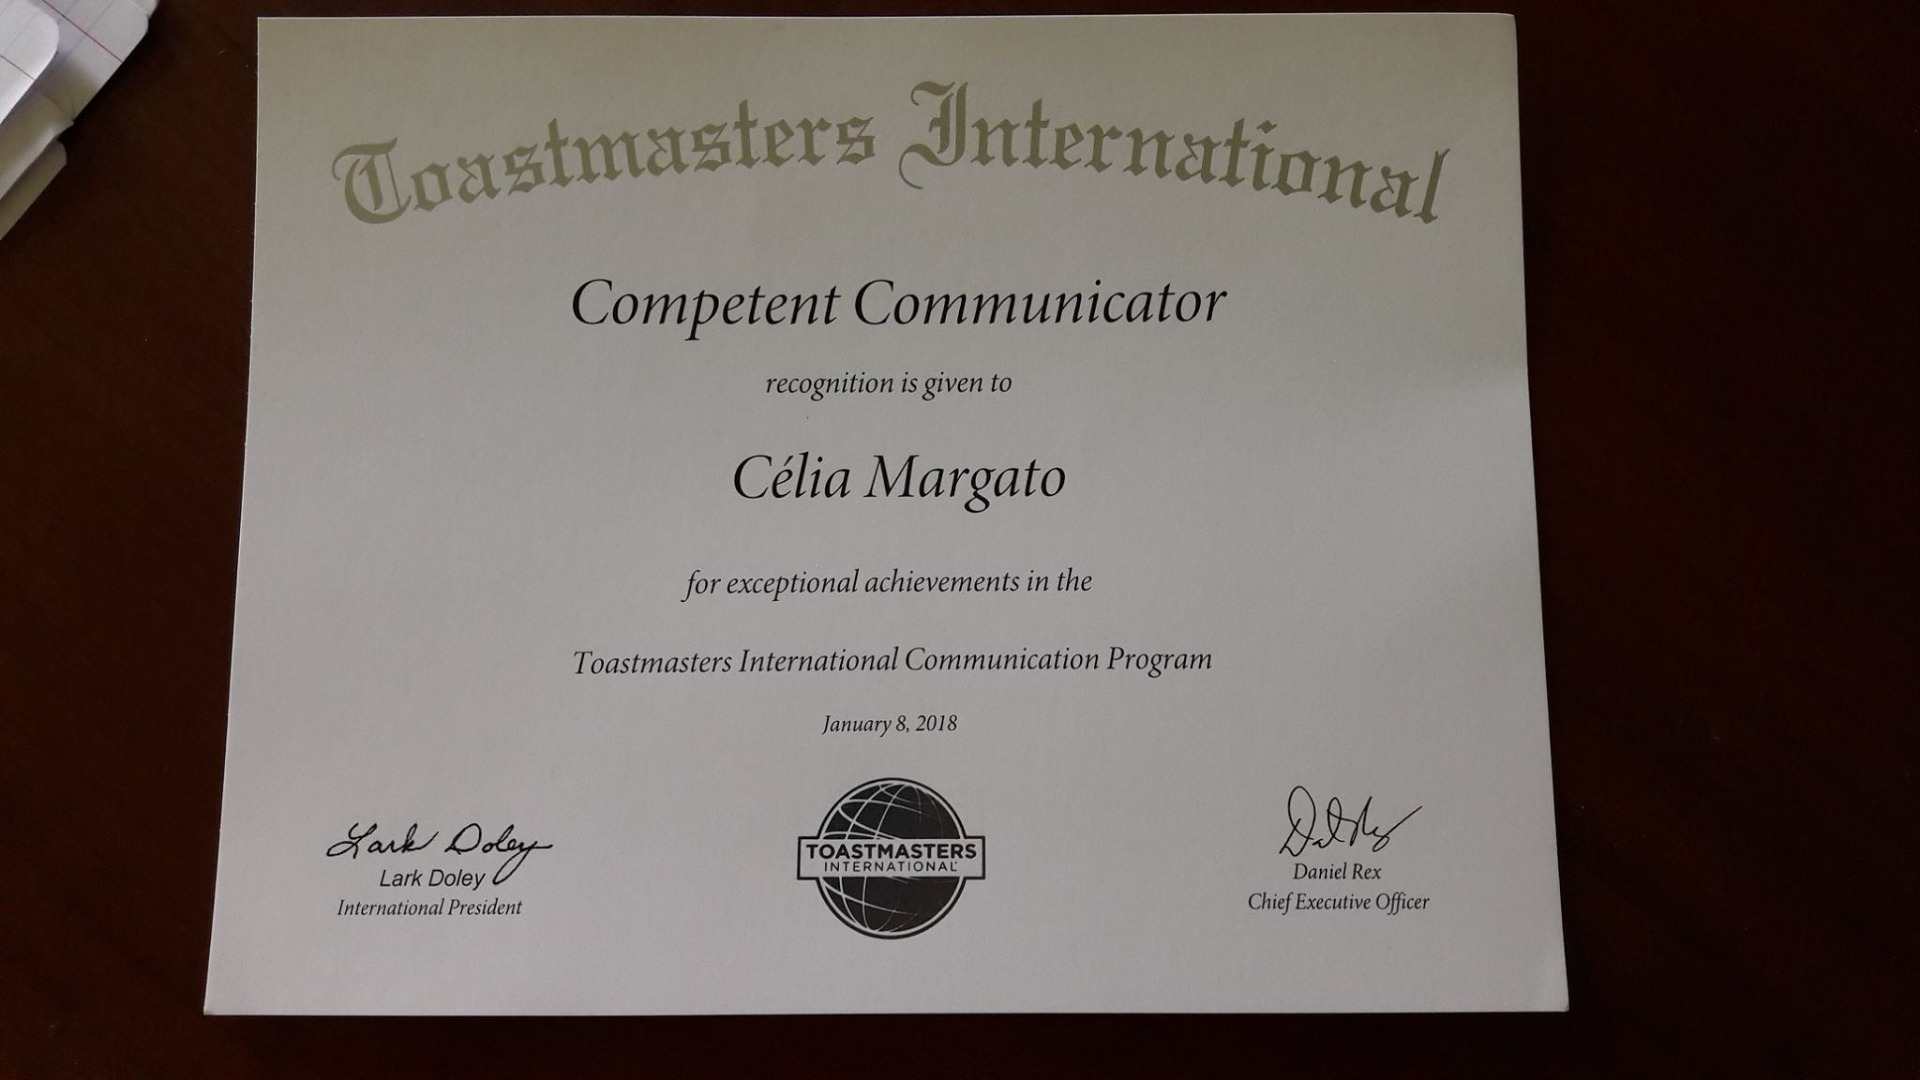 Toastmasters International
Competent Communicator
recognition is given to
Célia Margato
for exceptional achievements in the
Toastmasters International Communication Program
January 8, 2018
Lark Doley
Lark Doley
International President
TOASTMASTERS
INTERNATIONAL
Daniel Rex
Chief Executive Officer